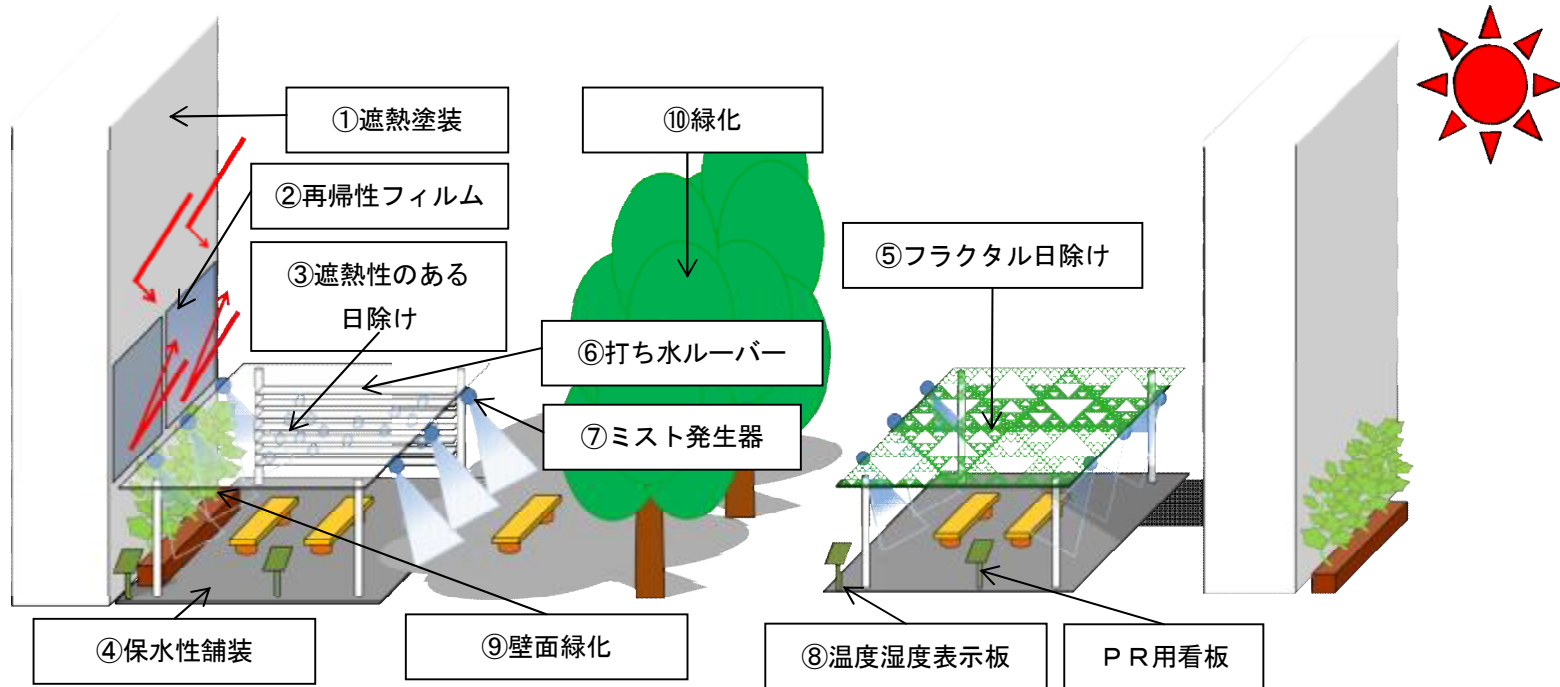 ①遮熱塗装
⑩緑化
②再帰性フィルム
③遮熱性のある
日除け
⑤フラクタル日除け
⑥打ち水ルーバー
⑦ミスト発生器
④保水性舗装
⑨壁面緑化
⑧温度湿度表示板
ＰＲ用看板